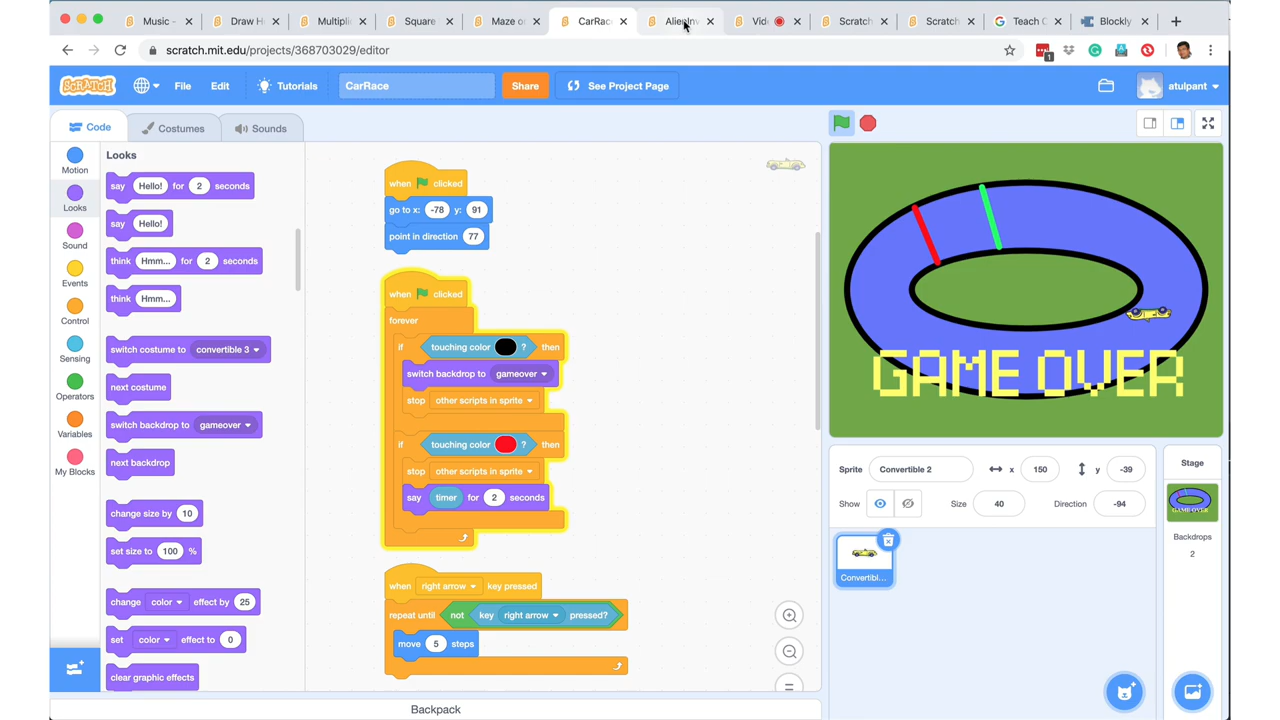 Music -
Draw H
Multipli
Square
Maze o
CarRace
AlienIn
Vid
Scratch
Scratch
Teach C
Blockly
scratch.mit.edu/projects/368703029/editor
1
SCRATCH
File
Edit
Tutorials
CarRace
Share
See Project Page
atulpant
Code
Costumes
Sounds
Motion
Looks
Sound
Events
Control
Sensing
Operators
Variables
My Blocks
Looks
say Hello! for 2 seconds
say Hello!
think Hmm... for 2 seconds
think Hmm...
switch costume to convertible 3
next costume
switch backdrop to gameover
next backdrop
change size by 10
set size to 100 %
change color effect by 25
set color effect to 0
clear graphic effects
when clicked
go to x: -78 y: 91
point in direction 77
when clicked
forever
if touching color ? then
switch backdrop to gameover
stop other scripts in sprite
if touching color ? then
stop other scripts in sprite
say timer for 2 seconds
when right arrow key pressed
repeat until not key right arrow pressed?
move 5 steps
GAME OVER
Sprite Convertible 2 x 150 y -39
Show Size 40 Direction -94
Convertibl...
Stage
GAME OVER
Backdrops
2
Backpack